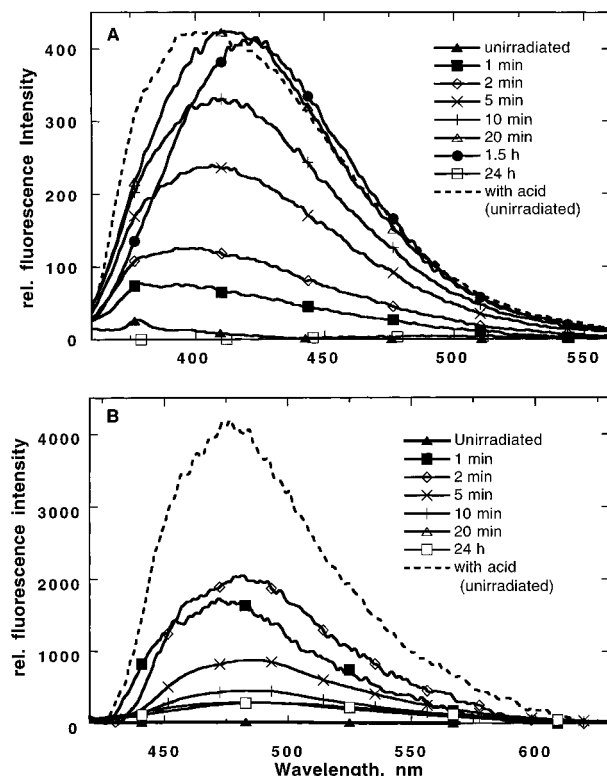 A
rel. fluorescence Intensity
400
300
200
100
0
unirradiated
1 min
2 min
5 min
10 min
20 min
1.5 h
24 h
with acid
(unirradiated)
400 450 500 550
B
rel. fluorescence intensity
4000
3000
2000
1000
0
Unirradiated
1 min
2 min
5 min
10 min
20 min
24 h
with acid
(unirradiated)
450 500 550 600
Wavelength, nm